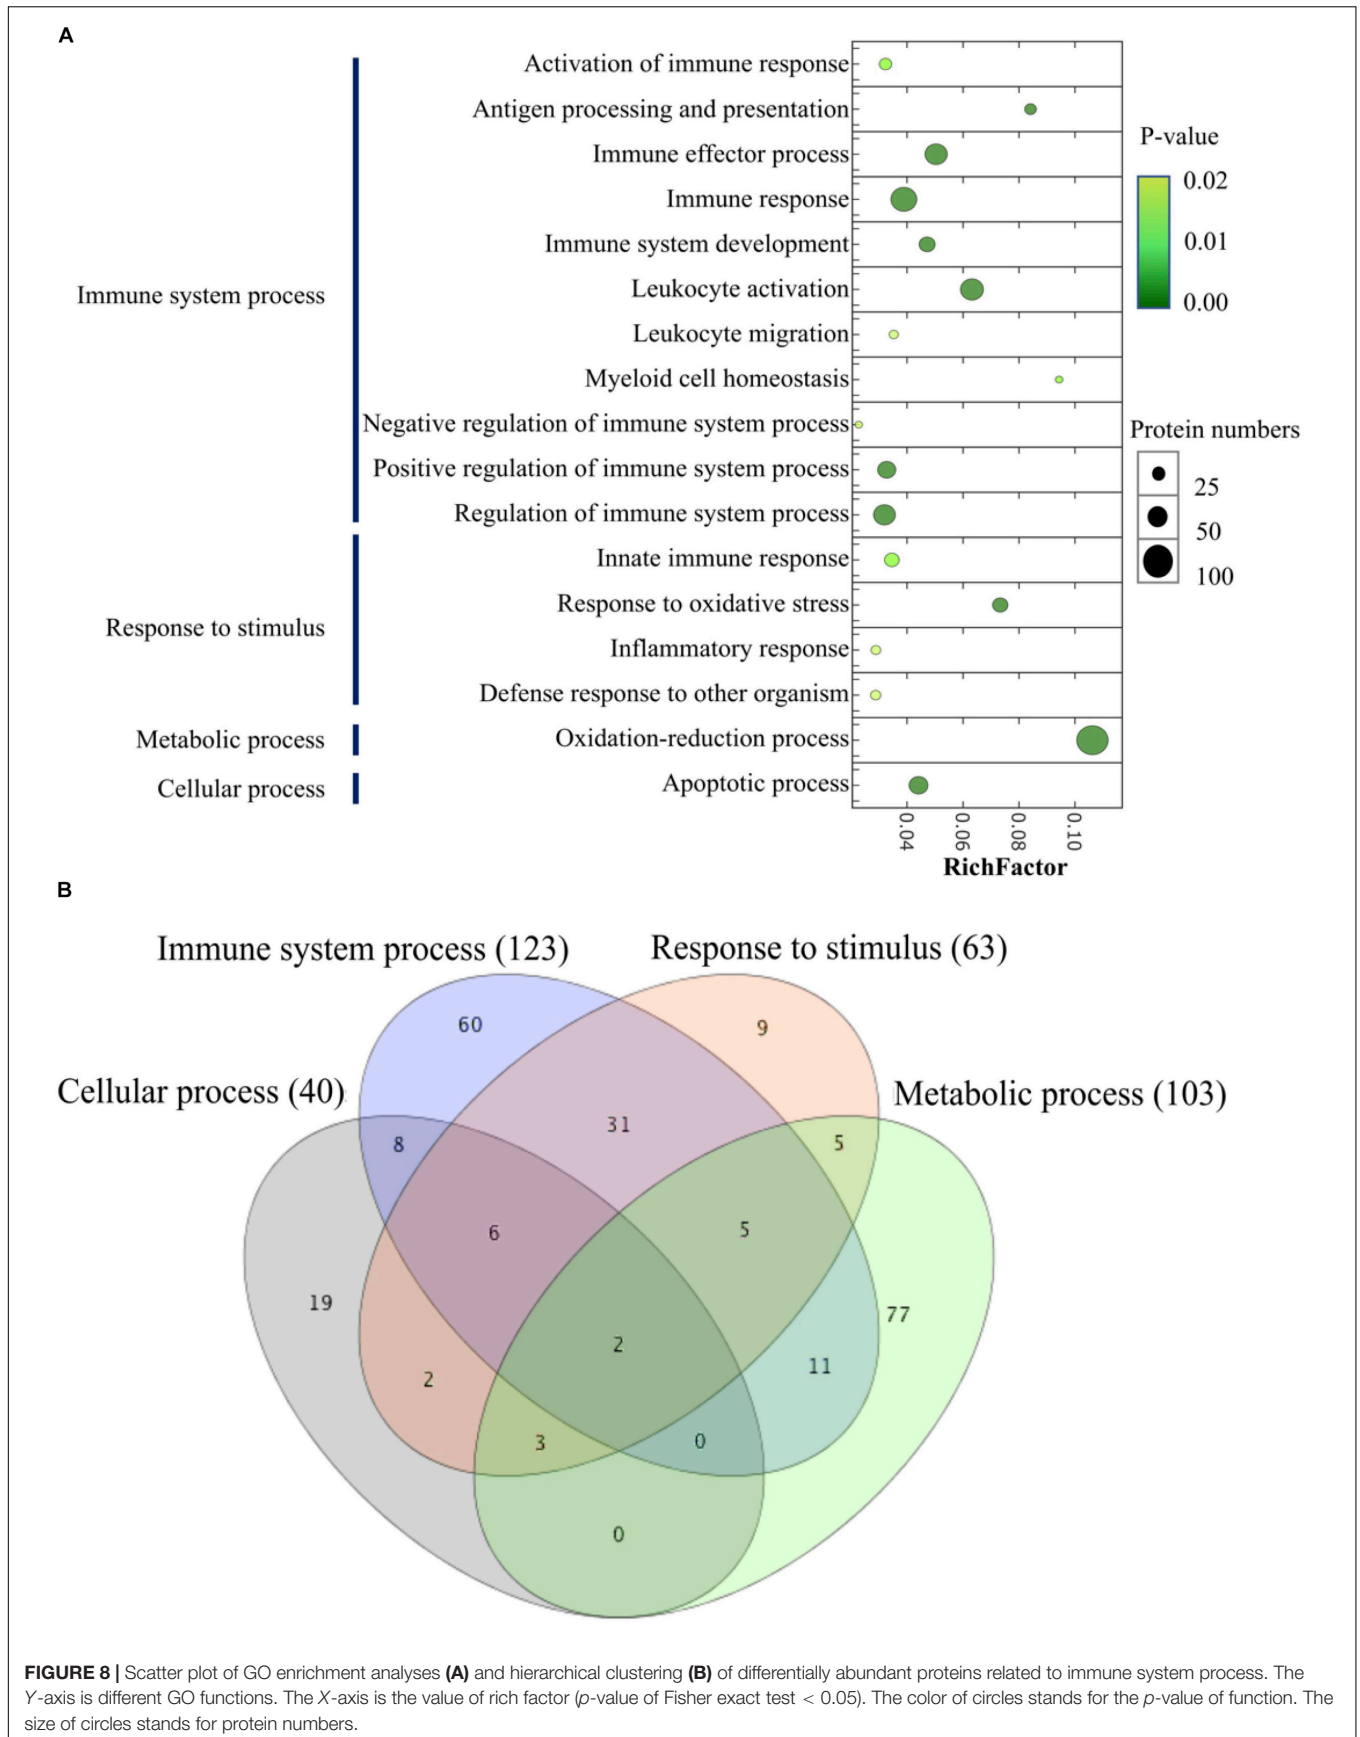 A
Activation of immune response
Antigen processing and presentation
Immune effector process
Immune response
Immune system development
Leukocyte activation
Leukocyte migration
Myeloid cell homeostasis
Negative regulation of immune system process
Positive regulation of immune system process
Regulation of immune system process
Innate immune response
Response to oxidative stress
Inflammatory response
Defense response to other organism
Oxidation-reduction process
Apoptotic process
Immune system process
Response to stimulus
Metabolic process
Cellular process
0.04
0.06
0.08
0.10
RichFactor
P-value
0.02
0.01
0.00
Protein numbers
25
50
100
B
Immune system process (123)
Response to stimulus (63)
Cellular process (40)
Metabolic process (103)
60
9
31
8
5
6
5
19
77
2
2
11
3
0
0
FIGURE 8 | Scatter plot of GO enrichment analyses (A) and hierarchical clustering (B) of differentially abundant proteins related to immune system process. The
Y-axis is different GO functions. The X-axis is the value of rich factor (p-value of Fisher exact test < 0.05). The color of circles stands for the p-value of function. The
size of circles stands for protein numbers.